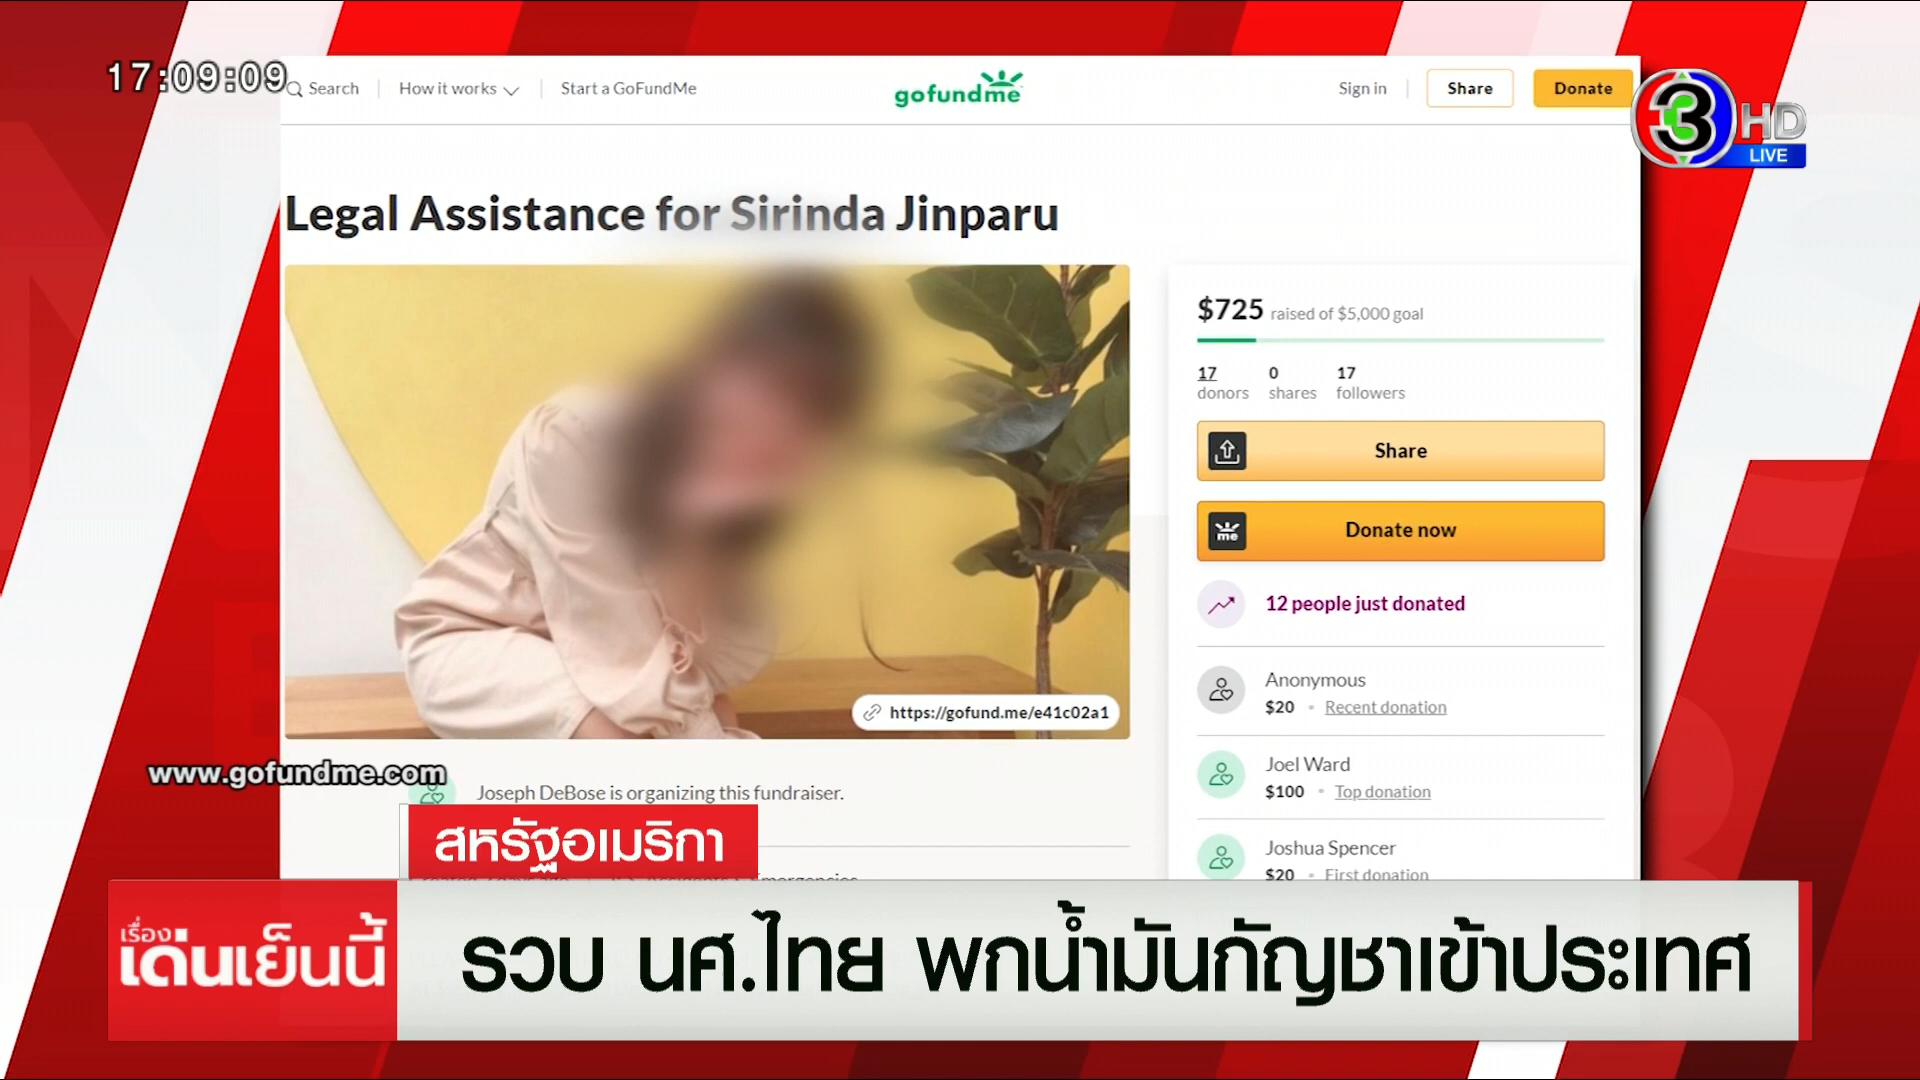 17:09:09
Search
How it works
Start a GoFundMe
gofundme
Sign in
Share
Donate
3 HD
LIVE
Legal Assistance for Sirinda Jinparu
$725 raised of $5,000 goal
17 donors
0 shares
17 followers
Share
me
Donate now
12 people just donated
Anonymous
$20 • Recent donation
Joel Ward
$100 • Top donation
Joshua Spencer
$20 • First donation
https://gofund.me/e41c02a1
www.gofundme.com
Joseph DeBose is organizing this fundraiser.
สหรัฐอเมริกา
เรื่อง
เด่นเย็นนี้
รวบ นศ.ไทย พกน้ำมันกัญชาเข้าประเทศ